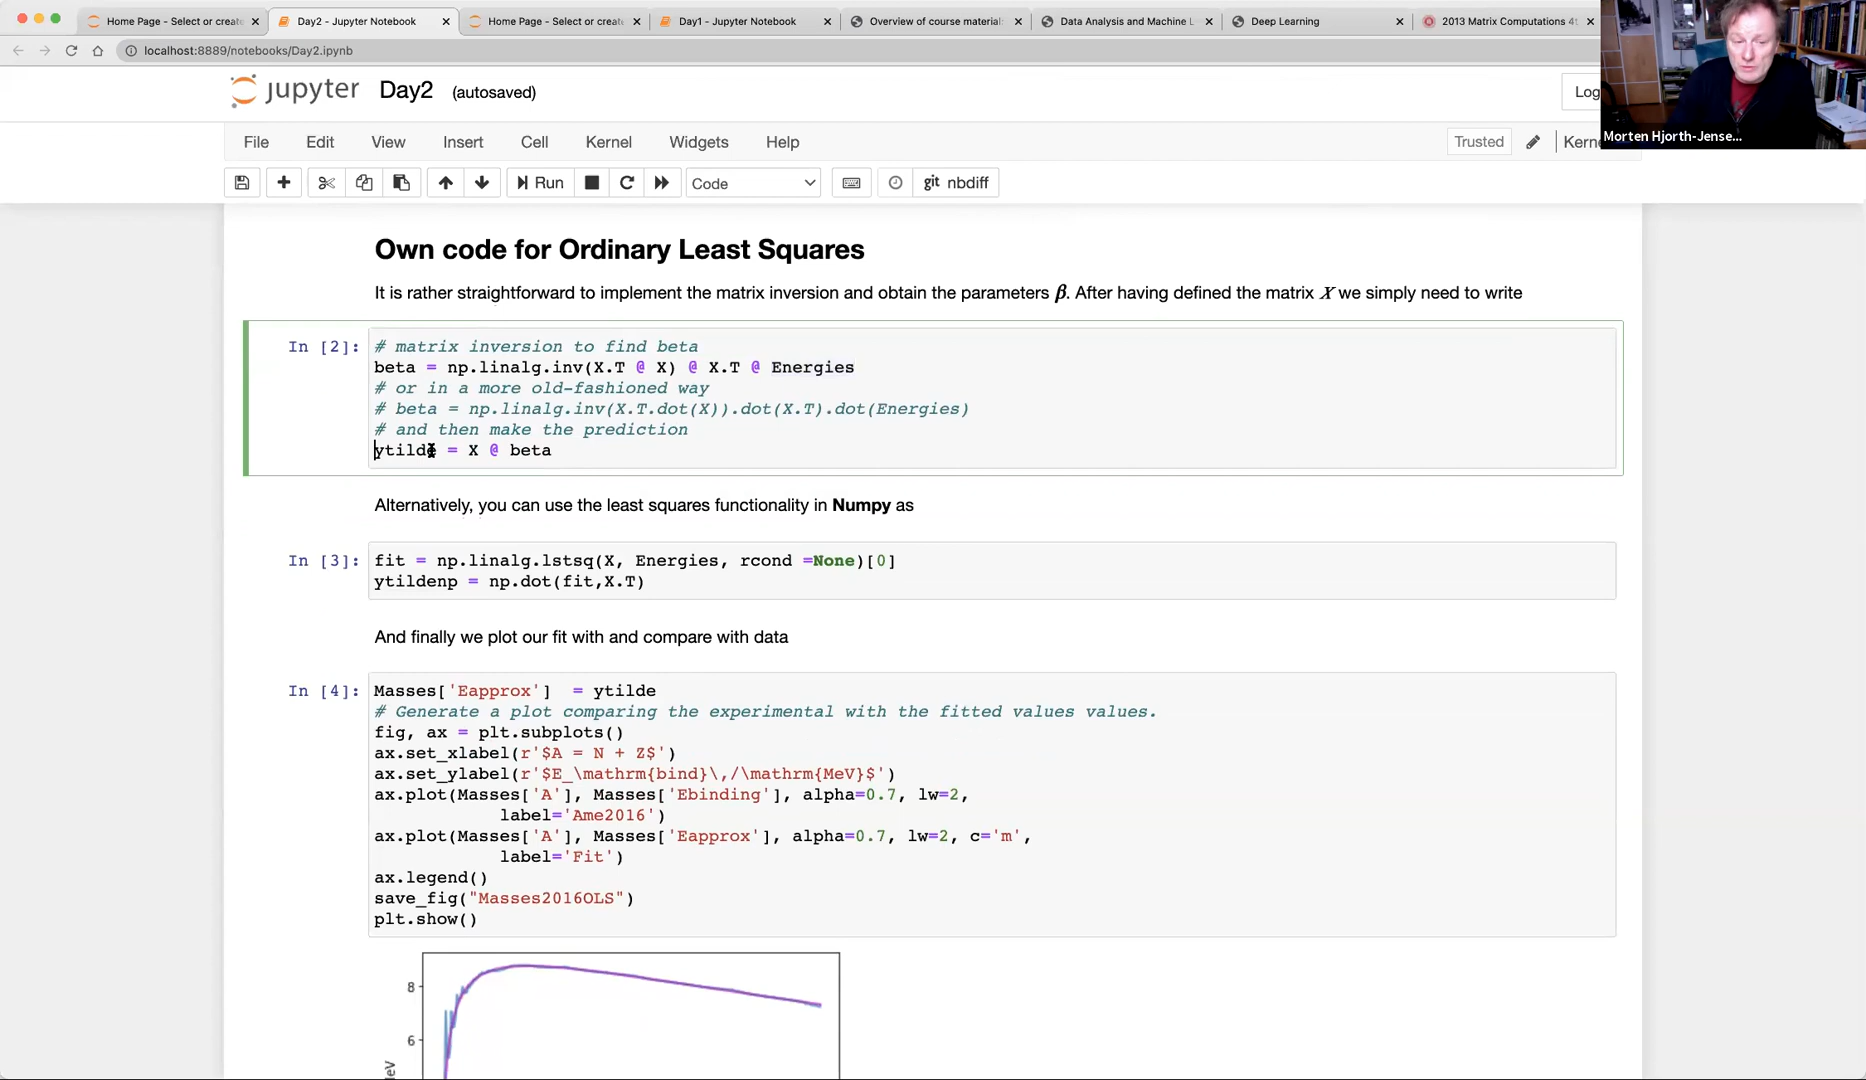 Home Page - Select or create
Day2 - Jupyter Notebook
Home Page - Select or create
Day1 - Jupyter Notebook
Overview of course material:
Data Analysis and Machine L
Deep Learning
2013 Matrix Computations 4t
localhost:8889/notebooks/Day2.ipynb
jupyter Day2 (autosaved)
Log
Morten Hjorth-Jense...
File Edit View Insert Cell Kernel Widgets Help
Trusted
Kerne
Run
Code
git nbdiff
Own code for Ordinary Least Squares
It is rather straightforward to implement the matrix inversion and obtain the parameters β. After having defined the matrix X we simply need to write
In [2]:
# matrix inversion to find beta
beta = np.linalg.inv(X.T @ X) @ X.T @ Energies
# or in a more old-fashioned way
# beta = np.linalg.inv(X.T.dot(X)).dot(X.T).dot(Energies)
# and then make the prediction
ytilde = X @ beta
Alternatively, you can use the least squares functionality in Numpy as
In [3]:
fit = np.linalg.lstsq(X, Energies, rcond =None)[0]
ytildenp = np.dot(fit,X.T)
And finally we plot our fit with and compare with data
In [4]:
Masses['Eapprox']  = ytilde
# Generate a plot comparing the experimental with the fitted values values.
fig, ax = plt.subplots()
ax.set_xlabel(r'$A = N + Z$')
ax.set_ylabel(r'$E_\mathrm{bind}\,/\mathrm{MeV}$')
ax.plot(Masses['A'], Masses['Ebinding'], alpha=0.7, lw=2,
            label='Ame2016')
ax.plot(Masses['A'], Masses['Eapprox'], alpha=0.7, lw=2, c='m',
            label='Fit')
ax.legend()
save_fig("Masses2016OLS")
plt.show()
8
6
eV